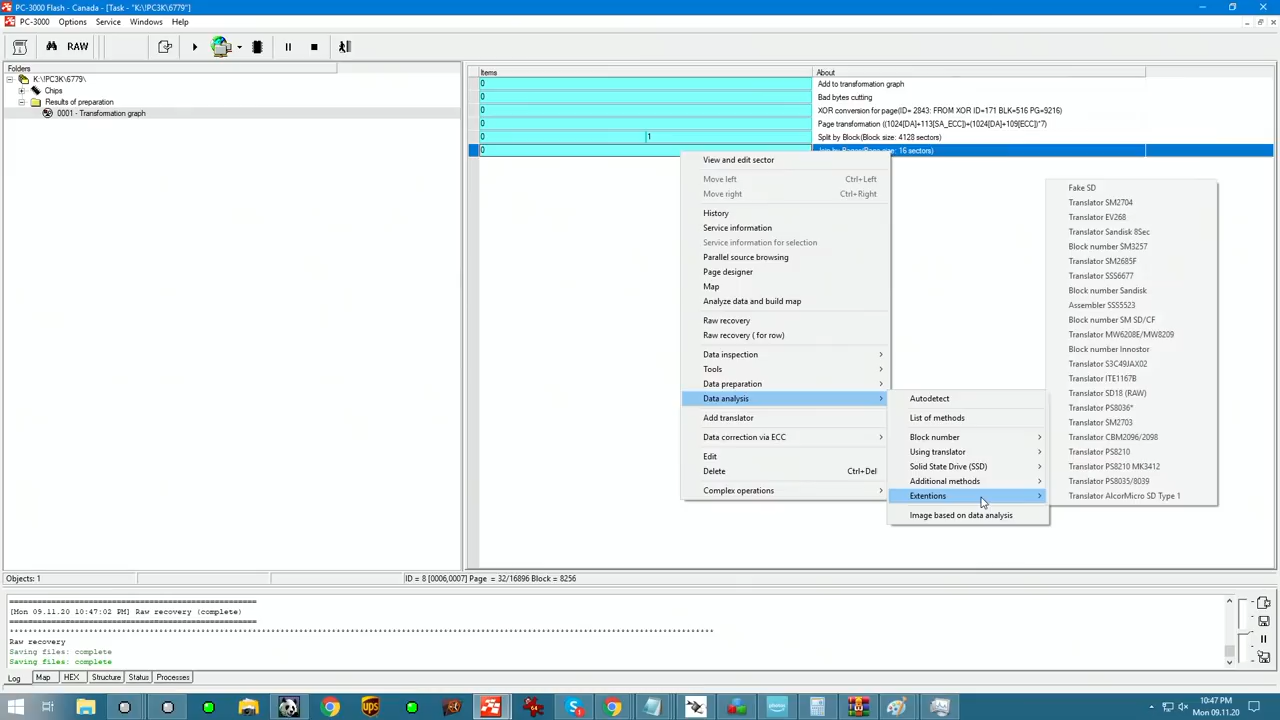 PC-3000 Flash - Canada - [Task - "K:\!PC3K\6779"]
PC-3000 Options Service Windows Help
RAW
Folders
K:\!PC3K\6779\
Chips
Results of preparation
0001 - Transformation graph
Items About
0 Add to transformation graph
0 Bad bytes cutting
0 XOR conversion for page(ID= 2843: FROM XOR ID=171 BLK=516 PG=9216)
0 Page transformation ((1024[DA]+113[SA_ECC])+(1024[DA]+109[ECC])*7)
0 1 Split by Block(Block size: 4128 sectors)
0 Join by Pages(Page size: 16 sectors)
View and edit sector
Move left Ctrl+Left
Move right Ctrl+Right
History
Service information
Service information for selection
Parallel source browsing
Page designer
Map
Analyze data and build map
Raw recovery
Raw recovery ( for row)
Data inspection
Tools
Data preparation
Data analysis
Add translator
Data correction via ECC
Edit
Delete Ctrl+Del
Complex operations
Autodetect
List of methods
Block number
Using translator
Solid State Drive (SSD)
Additional methods
Extentions
Image based on data analysis
Fake SD
Translator SM2704
Translator EV268
Translator Sandisk 8Sec
Block number SM3257
Translator SM2685F
Translator SSS6677
Block number Sandisk
Assembler SSS5523
Block number SM SD/CF
Translator MW6208E/MW8209
Block number Innostor
Translator S3C49JAX02
Translator ITE1167B
Translator SD18 (RAW)
Translator PS8036*
Translator SM2703
Translator CBM2096/2098
Translator PS8210
Translator PS8210 MK3412
Translator PS8035/8039
Translator AlcorMicro SD Type 1
Objects: 1
ID = 8 [0006,0007] Page = 32/16896 Block = 8256
[Mon 09.11.20 10:47:02 PM] Raw recovery (complete)
Raw recovery
Saving files: complete
Saving files: complete
Log Map HEX Structure Status Processes
10:47 PM
Mon 09.11.20